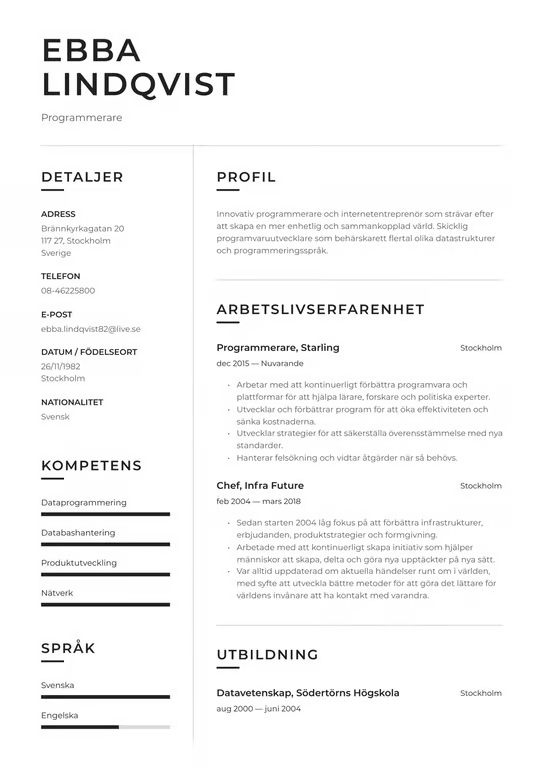 EBBA
LINDQVIST
Programmerare
DETALJER
ADRESS
Brännkyrkagatan 20
117 27, Stockholm
Sverige
TELEFON
08-46225800
E-POST
ebba.lindqvist82@live.se
DATUM / FÖDELSEORT
26/11/1982
Stockholm
NATIONALITET
Svensk
KOMPETENS
Dataprogrammering
Databashantering
Produktutveckling
Nätverk
SPRÅK
Svenska
Engelska
PROFIL
Innovativ programmerare och internetentreprenör som strävar efter
att skapa en mer enhetlig och sammankopplad värld. Skicklig
programvaruutvecklare som behärskarett flertal olika datastrukturer
och programmeringsspråk.
ARBETSLIVSERFARENHET
Programmerare, Starling Stockholm
dec 2015 — Nuvarande
• Arbetar med att kontinuerligt förbättra programvara och
plattformar för att hjälpa lärare, forskare och politiska experter.
• Utvecklar och förbättrar program för att öka effektiviteten och
sänka kostnaderna.
• Utvecklar strategier för att säkerställa överensstämmelse med nya
standarder.
• Hanterar felsökning och vidtar åtgärder när så behövs.
Chef, Infra Future Stockholm
feb 2004 — mars 2018
• Sedan starten 2004 låg fokus på att förbättra infrastrukturer,
erbjudanden, produktstrategier och formgivning.
• Arbetade med att kontinuerligt skapa initiativ som hjälper
människor att skapa, delta och göra nya upptäckter på nya sätt.
• Var alltid uppdaterad om aktuella händelser runt om i världen,
med syfte att utveckla bättre metoder för att göra det lättare för
världens invånare att ha kontakt med varandra.
UTBILDNING
Datavetenskap, Södertörns Högskola Stockholm
aug 2000 — juni 2004